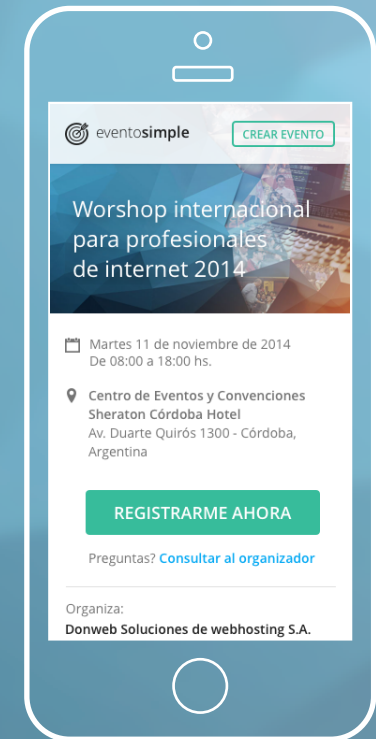 eventosimple
CREAR EVENTO
Worshop internacional
para profesionales
de internet 2014
Martes 11 de noviembre de 2014
De 08:00 a 18:00 hs.
Centro de Eventos y Convenciones
Sheraton Córdoba Hotel
Av. Duarte Quirós 1300 - Córdoba,
Argentina
REGISTRARME AHORA
Preguntas? Consultar al organizador
Organiza:
Donweb Soluciones de webhosting S.A.